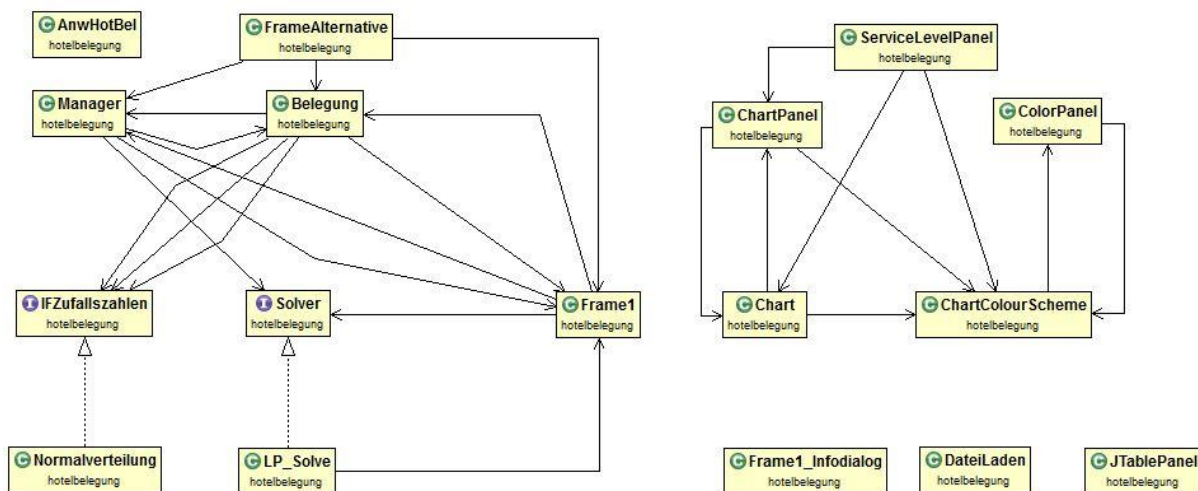 AnwHotBel
hotelbelegung
FrameAlternative
hotelbelegung
ServiceLevelPanel
hotelbelegung
Manager
hotelbelegung
Belegung
hotelbelegung
ChartPanel
hotelbelegung
ColorPanel
hotelbelegung
IFZufallszahlen
hotelbelegung
Solver
hotelbelegung
Frame1
hotelbelegung
Chart
hotelbelegung
ChartColourScheme
hotelbelegung
Normalverteilung
hotelbelegung
LP_Solve
hotelbelegung
Frame1_Infodialog
hotelbelegung
DateiLaden
hotelbelegung
JTablePanel
hotelbelegung